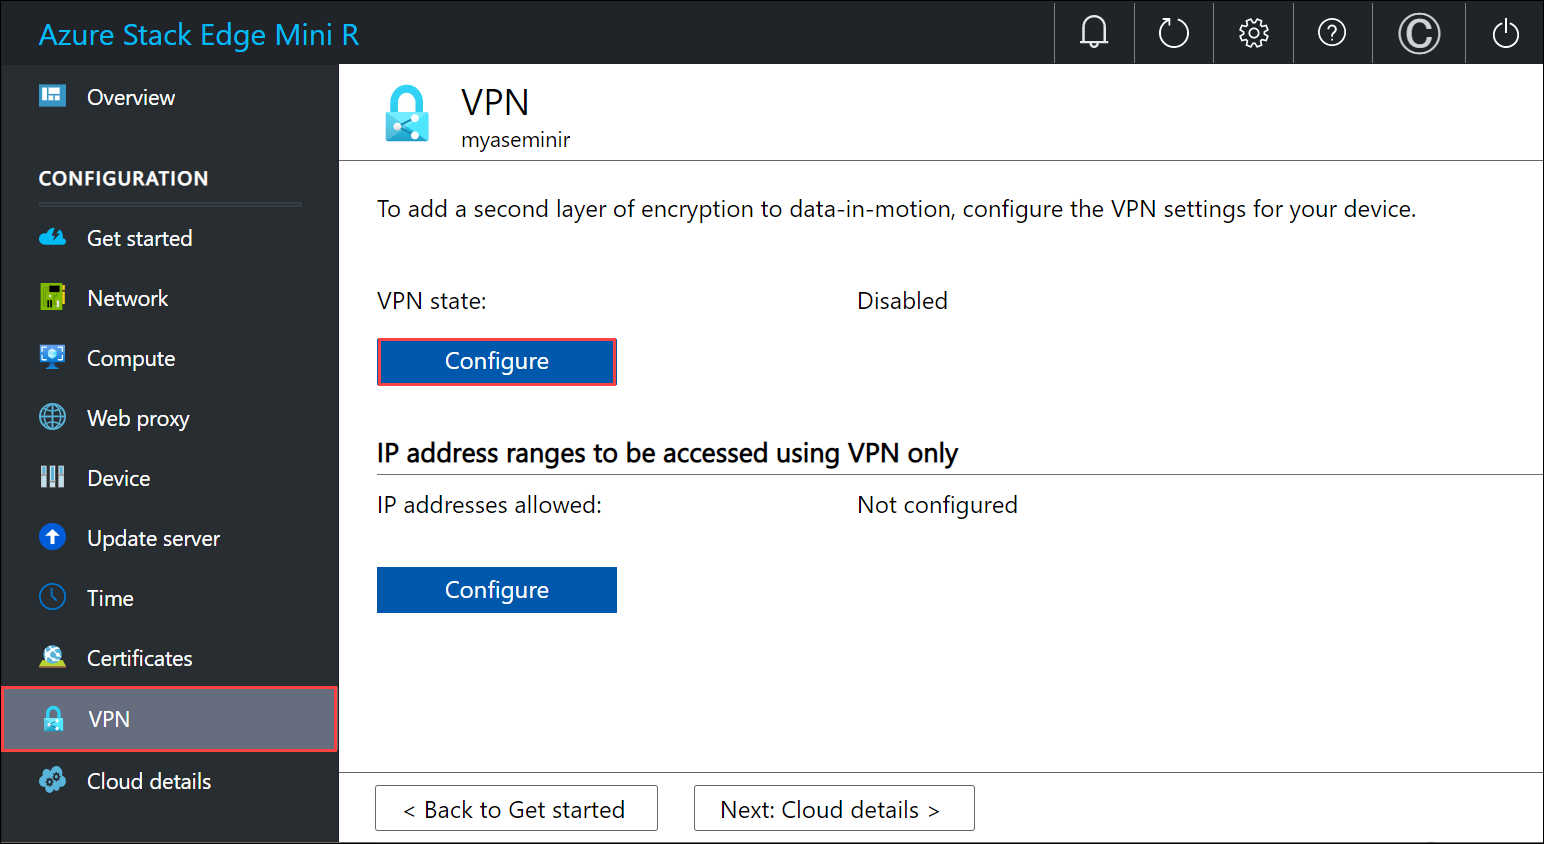 Azure Stack Edge Mini R
Overview
CONFIGURATION
Get started
Network
Compute
Web proxy
Device
Update server
Time
Certificates
VPN
Cloud details
VPN
myaseminir
To add a second layer of encryption to data-in-motion, configure the VPN settings for your device.
VPN state: Disabled
Configure
IP address ranges to be accessed using VPN only
IP addresses allowed: Not configured
Configure
< Back to Get started
Next: Cloud details >